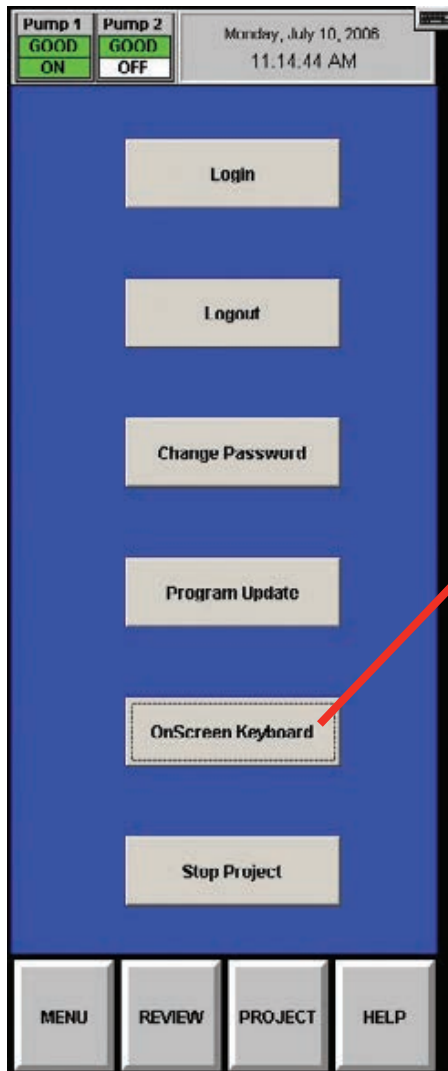 Pump 1 Pump 2
GOOD GOOD
ON OFF
Monday, July 10, 2006
11:14:44 AM
Login
Logout
Change Password
Program Update
OnScreen Keyboard
Stop Project
MENU REVIEW PROJECT HELP